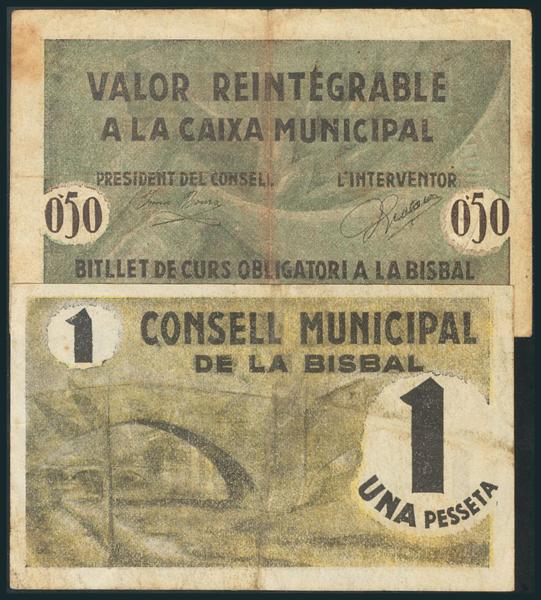 VALOR REINTEGRABLE
A LA CAIXA MUNICIPAL
PRESIDENT DEL CONSELL L'INTERVENTOR
0'50 0'50
BITLLET DE CURS OBLIGATORI A LA BISBAL
1 CONSELL MUNICIPAL
DE LA BISBAL
1
UNA PESSETA